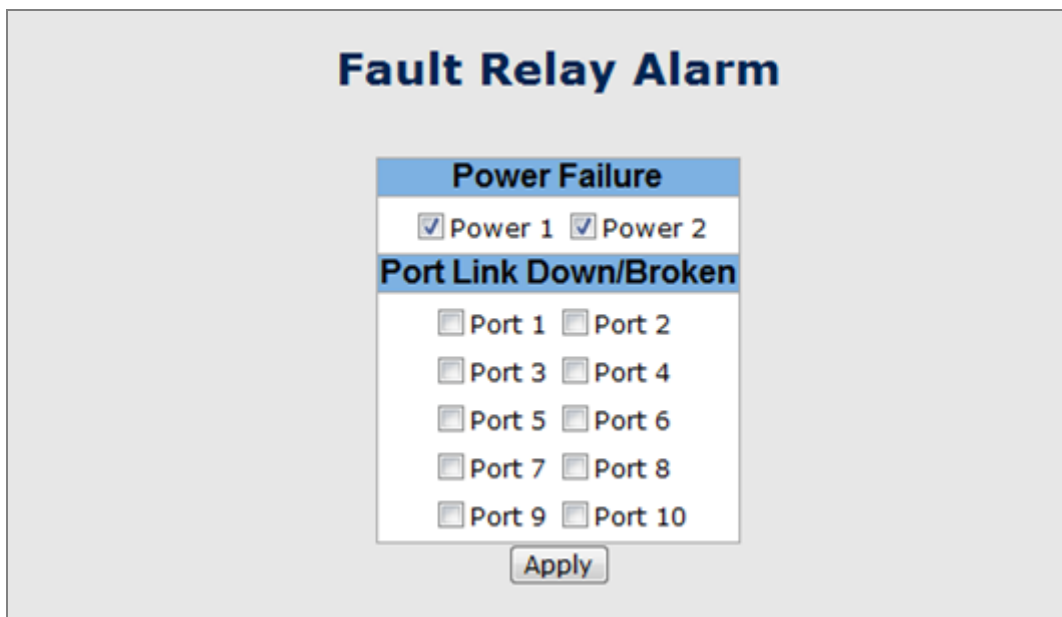 Fault Relay Alarm
Power Failure
Power 1 Power 2
Port Link Down/Broken
Port 1 Port 2
Port 3 Port 4
Port 5 Port 6
Port 7 Port 8
Port 9 Port 10
Apply